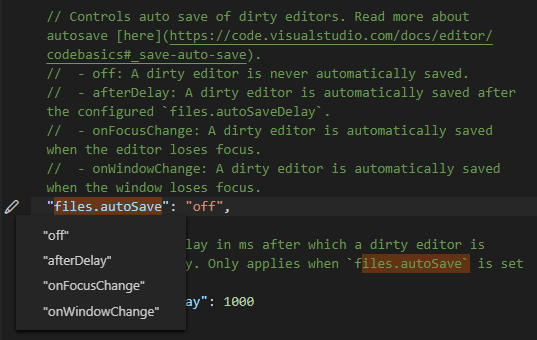 // Controls auto save of dirty editors. Read more about
autosave [here](https://code.visualstudio.com/docs/editor/
codebasics#_save-auto-save).
//  - off: A dirty editor is never automatically saved.
//  - afterDelay: A dirty editor is automatically saved after
the configured `files.autoSaveDelay`.
//  - onFocusChange: A dirty editor is automatically saved
when the editor loses focus.
//  - onWindowChange: A dirty editor is automatically saved
when the window loses focus.
"files.autoSave": "off",
"off"
"afterDelay"
"onFocusChange"
"onWindowChange"
lay in ms after which a dirty editor is
y. Only applies when `files.autoSave` is set
ay": 1000